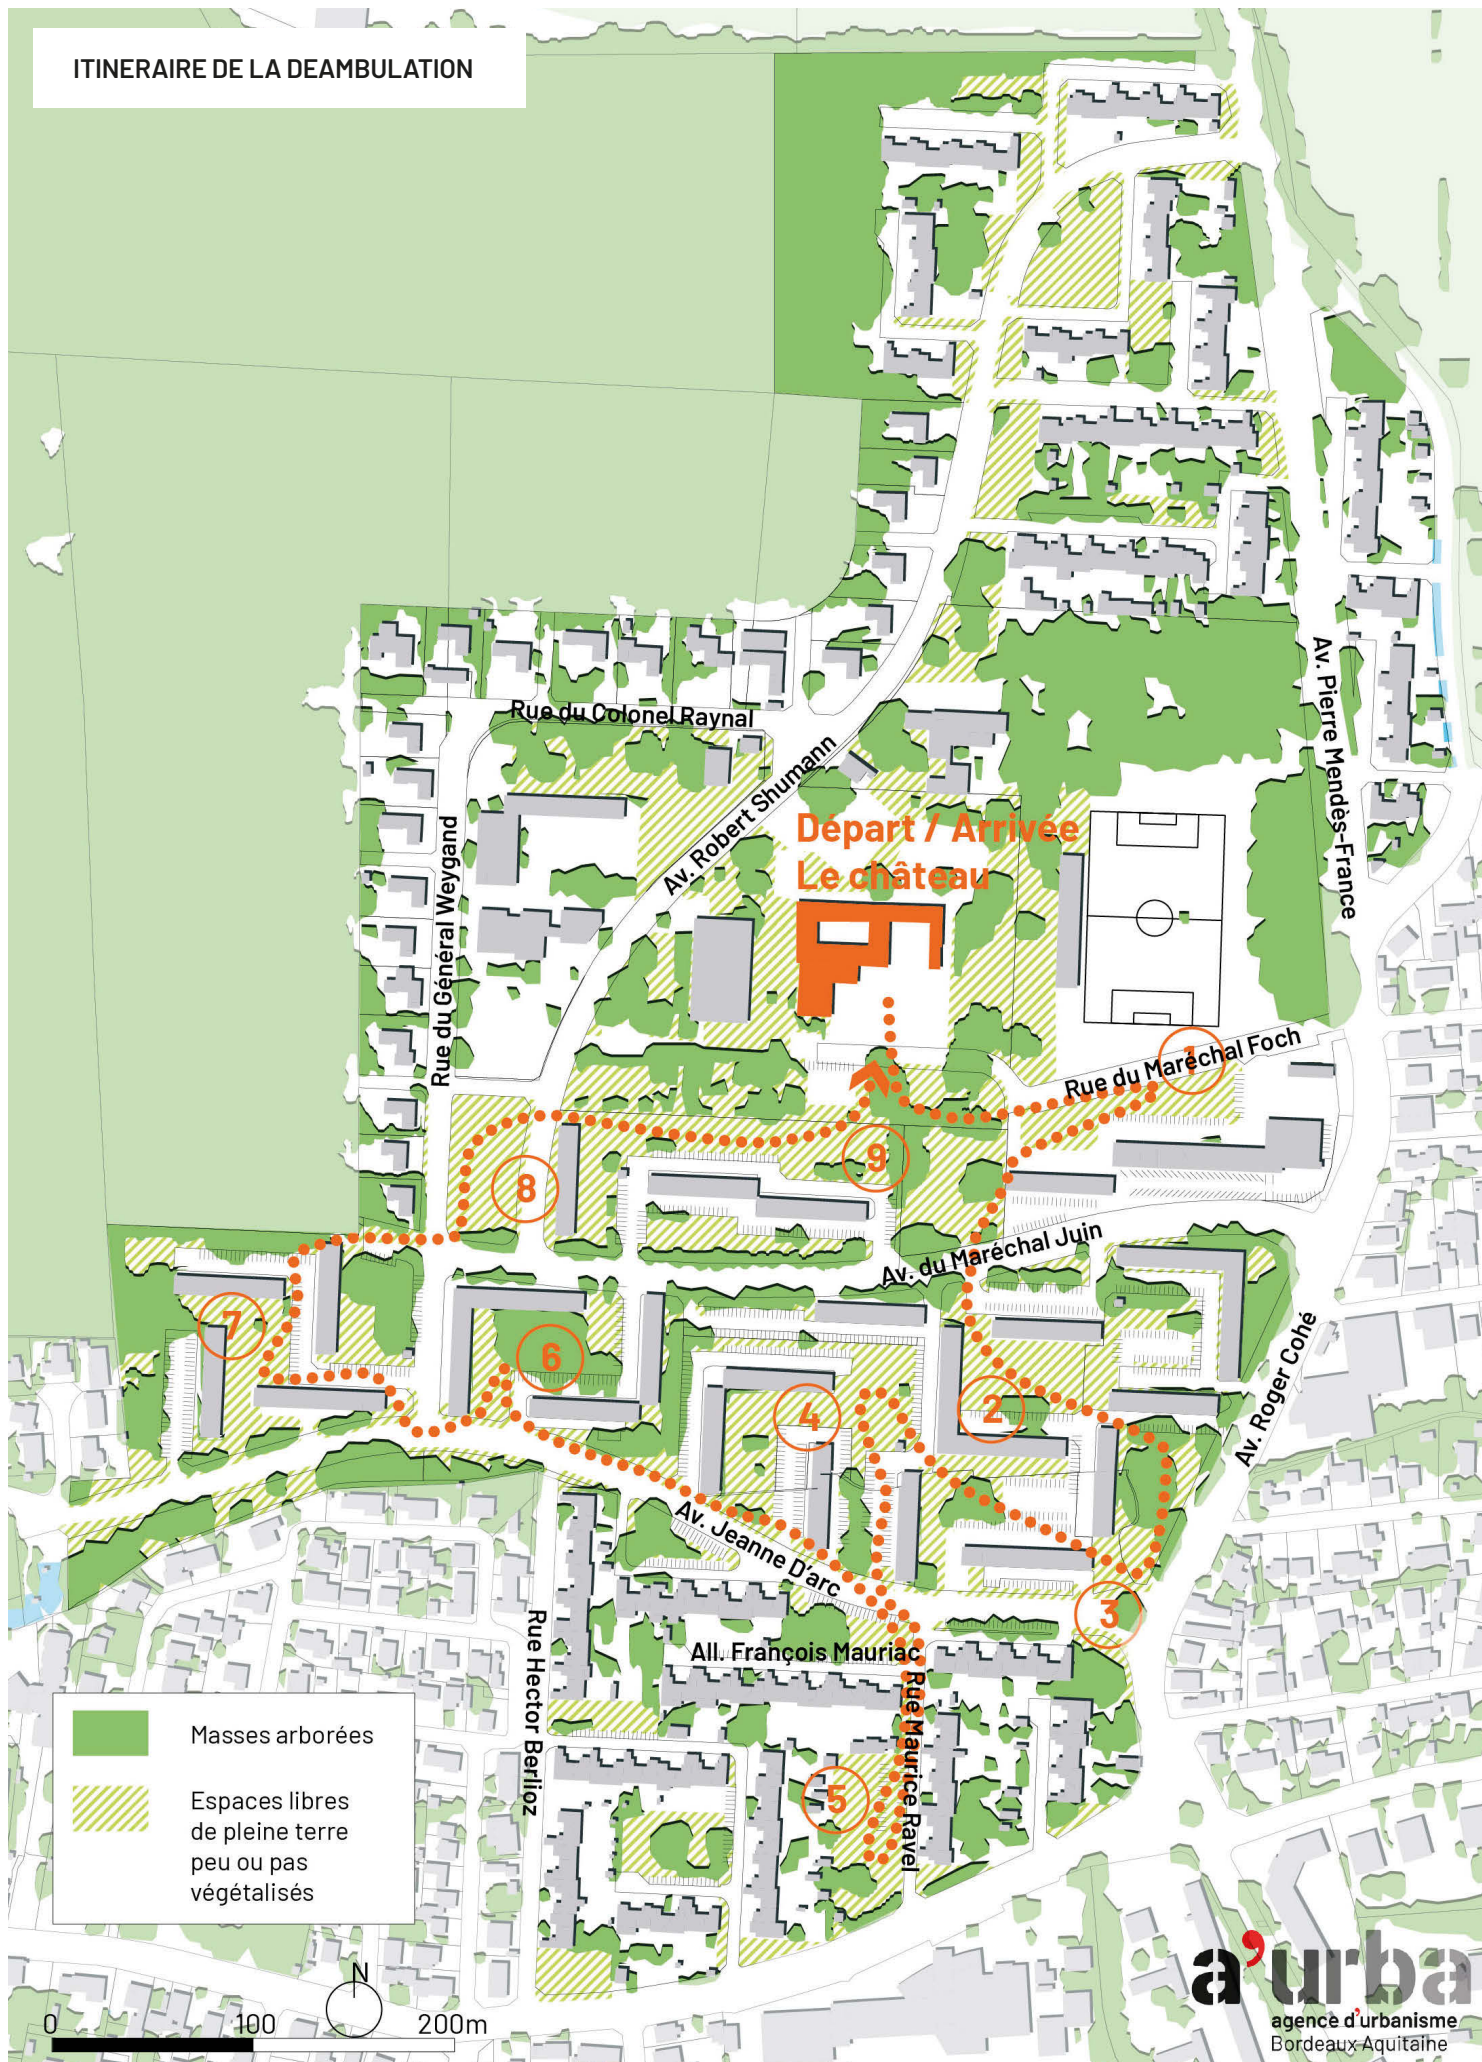 ITINERAIRE DE LA DEAMBULATION
Rue du Colonel Raynal
Av. Pierre Mendès-France
Av. Robert Shumann
Départ / Arrivée
Le château
Rue du Général Weygand
1
Rue du Maréchal Foch
9
8
Av. du Maréchal Juin
7
6
Av. Roger Cohé
4
2
Av. Jeanne D'arc
3
Rue Hector Berlioz
All. François Mauriac
Rue Maurice Ravel
5
Masses arborées
Espaces libres
de pleine terre
peu ou pas
végétalisés
N
0 100 200m
a'urba
agence d'urbanisme
Bordeaux Aquitaine